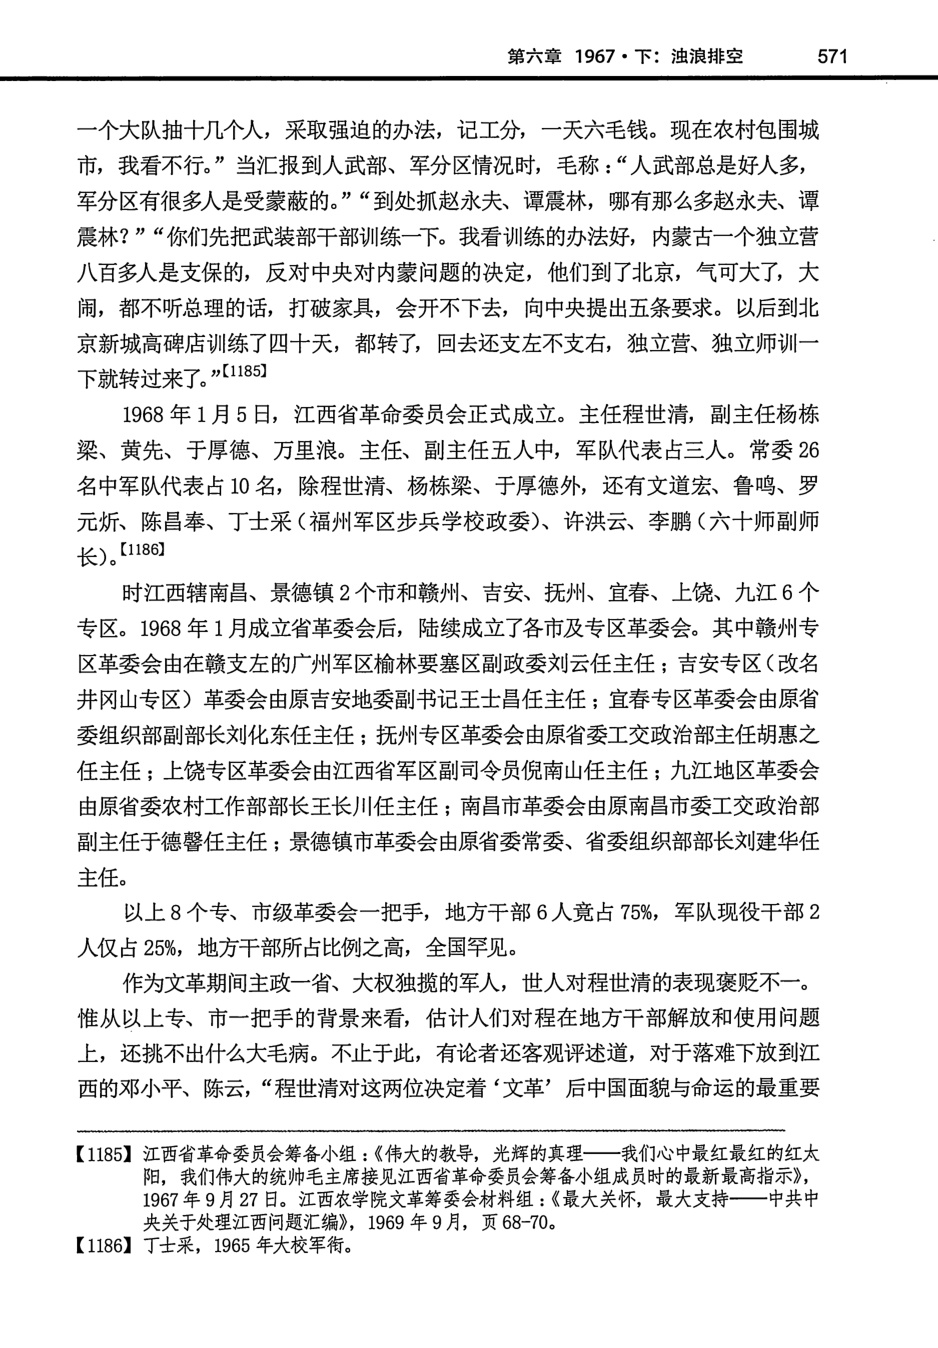 第六章 1967·下：浊浪排空 571
一个大队抽十几个人，采取强迫的办法，记工分，一天六毛钱。现在农村包围城
市，我看不行。”当汇报到人武部、军分区情况时，毛称：“人武部总是好人多，
军分区有很多人是受蒙蔽的。”“到处抓赵永夫、谭震林，哪有那么多赵永夫、谭
震林？”“你们先把武装部干部训练一下。我看训练的办法好，内蒙古一个独立营
八百多人是支保的，反对中央对内蒙问题的决定，他们到了北京，气可大了，大
闹，都不听总理的话，打破家具，会开不下去，向中央提出五条要求。以后到北
京新城高碑店训练了四十天，都转了，回去还支左不支右，独立营、独立师训一
下就转过来了。”【1185】
1968 年 1 月 5 日，江西省革命委员会正式成立。主任程世清，副主任杨栋
梁、黄先、于厚德、万里浪。主任、副主任五人中，军队代表占三人。常委 26
名中军队代表占 10 名，除程世清、杨栋梁、于厚德外，还有文道宏、鲁鸣、罗
元炘、陈昌奉、丁士采（福州军区步兵学校政委）、许洪云、李鹏（六十师副师
长）。【1186】
时江西辖南昌、景德镇 2 个市和赣州、吉安、抚州、宜春、上饶、九江 6 个
专区。1968 年 1 月成立省革委会后，陆续成立了各市及专区革委会。其中赣州专
区革委会由在赣支左的广州军区榆林要塞区副政委刘云任主任；吉安专区（改名
井冈山专区）革委会由原吉安地委副书记王士昌任主任；宜春专区革委会由原省
委组织部副部长刘化东任主任；抚州专区革委会由原省委工交政治部主任胡惠之
任主任；上饶专区革委会由江西省军区副司令员倪南山任主任；九江地区革委会
由原省委农村工作部部长王长川任主任；南昌市革委会由原南昌市委工交政治部
副主任于德馨任主任；景德镇市革委会由原省委常委、省委组织部部长刘建华任
主任。
以上 8 个专、市级革委会一把手，地方干部 6 人竟占 75%，军队现役干部 2
人仅占 25%，地方干部所占比例之高，全国罕见。
作为文革期间主政一省、大权独揽的军人，世人对程世清的表现褒贬不一。
惟从以上专、市一把手的背景来看，估计人们对程在地方干部解放和使用问题
上，还挑不出什么大毛病。不止于此，有论者还客观评述道，对于落难下放到江
西的邓小平、陈云，“程世清对这两位决定着‘文革’后中国面貌与命运的最重要
【1185】江西省革命委员会筹备小组：《伟大的教导，光辉的真理——我们心中最红最红的红太
阳，我们伟大的统帅毛主席接见江西省革命委员会筹备小组成员时的最新最高指示》，
1967 年 9 月 27 日。江西农学院文革筹委会材料组：《最大关怀，最大支持——中共中
央关于处理江西问题汇编》，1969 年 9 月，页 68-70。
【1186】丁士采，1965 年大校军衔。